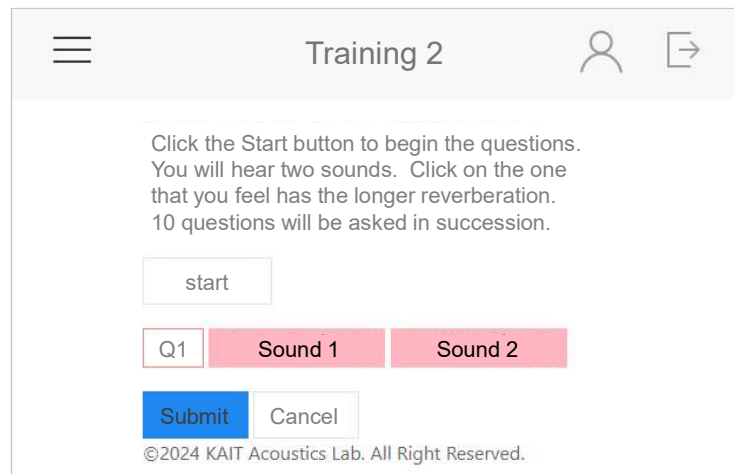 Training 2
Click the Start button to begin the questions.
You will hear two sounds. Click on the one
that you feel has the longer reverberation.
10 questions will be asked in succession.
start
Q1 Sound 1 Sound 2
Submit Cancel
©2024 KAIT Acoustics Lab. All Right Reserved.